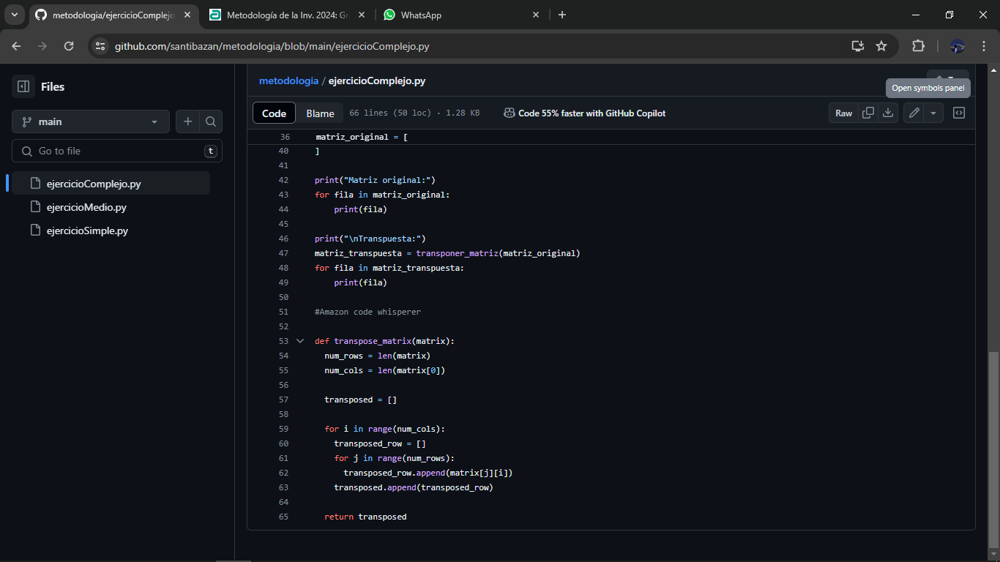 metodologia/ejercicioComplejo
Metodología de la Inv. 2024: Gr
WhatsApp
github.com/santibazan/metodologia/blob/main/ejercicioComplejo.py
Files
main
Go to file
t
ejercicioComplejo.py
ejercicioMedio.py
ejercicioSimple.py
metodologia / ejercicioComplejo.py
Open symbols panel
Code
Blame
66 lines (50 loc) · 1.28 KB
Code 55% faster with GitHub Copilot
Raw
36 matriz_original = [
40 ]
41
42 print("Matriz original:")
43 for fila in matriz_original:
44     print(fila)
45
46 print("\nTranspuesta:")
47 matriz_transpuesta = transponer_matriz(matriz_original)
48 for fila in matriz_transpuesta:
49     print(fila)
50
51 #Amazon code whisperer
52
53 def transpose_matrix(matrix):
54   num_rows = len(matrix)
55   num_cols = len(matrix[0])
56
57   transposed = []
58
59   for i in range(num_cols):
60     transposed_row = []
61     for j in range(num_rows):
62       transposed_row.append(matrix[j][i])
63     transposed.append(transposed_row)
64
65   return transposed